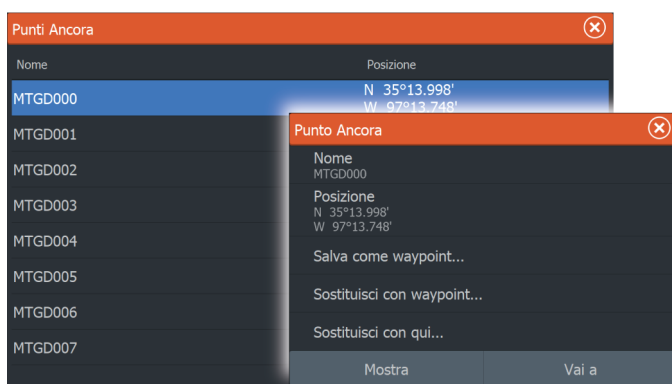 Punti Ancora
Nome Posizione
MTGD000 N 35°13.998'
W 97°13.748'
MTGD001
MTGD002
MTGD003
MTGD004
MTGD005
MTGD006
MTGD007
Punto Ancora
Nome
MTGD000
Posizione
N 35°13.998'
W 97°13.748'
Salva come waypoint...
Sostituisci con waypoint...
Sostituisci con qui...
Mostra Vai a